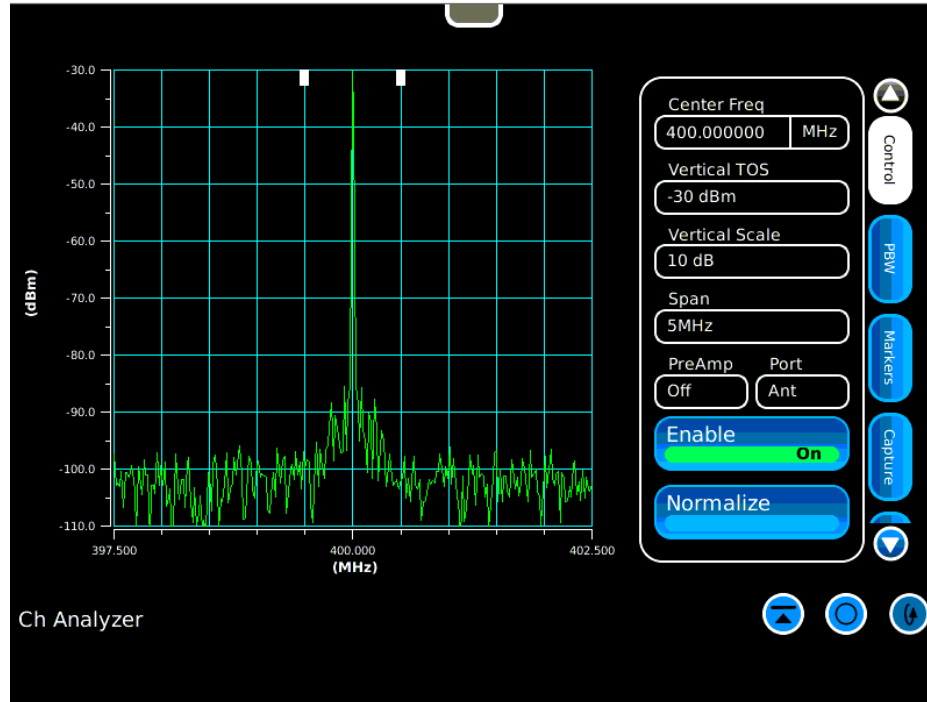 -30.0
-40.0
-50.0
-60.0
-70.0
-80.0
-90.0
-100.0
-110.0
(dBm)
397.500 400.000 402.500
(MHz)
Center Freq
400.000000 MHz
Vertical TOS
-30 dBm
Vertical Scale
10 dB
Span
5MHz
PreAmp Port
Off Ant
Enable
On
Normalize
Control
PBW
Markers
Capture
Ch Analyzer